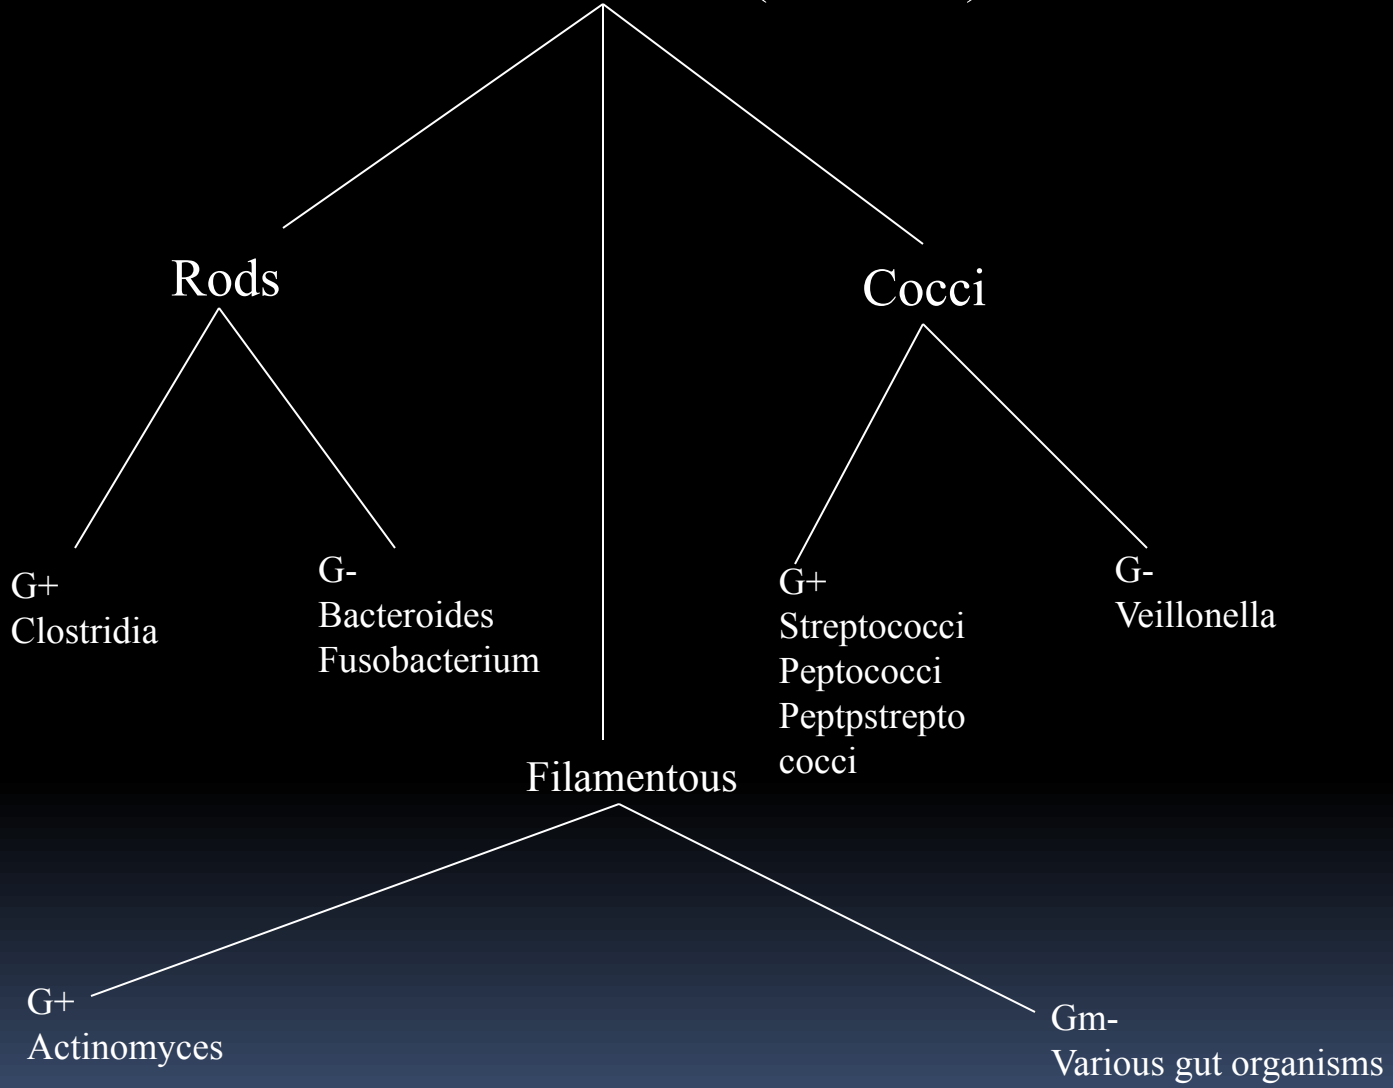 Rods
Cocci
G+
Clostridia
G-
Bacteroides
Fusobacterium
G+
Streptococci
Peptococci
Peptpstrepto
cocci
G-
Veillonella
Filamentous
G+
Actinomyces
Gm-
Various gut organisms